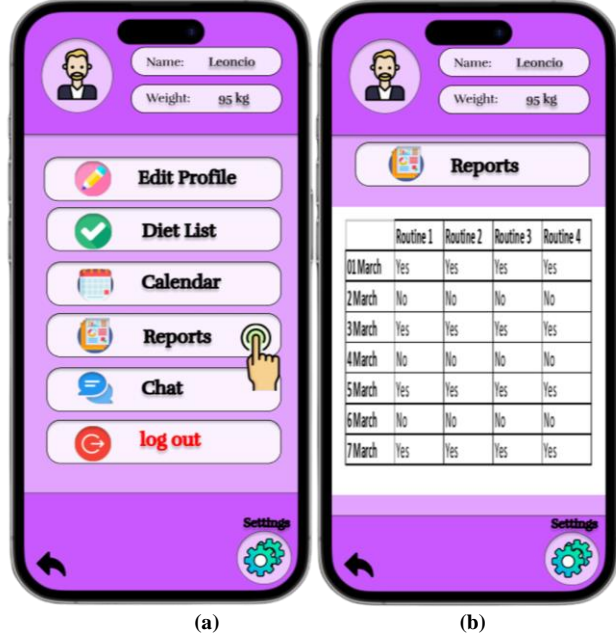 Name: Leoncio
Weight: 95 kg
Edit Profile
Diet List
Calendar
Reports
Chat
log out
Settings
(a)
Name: Leoncio
Weight: 95 kg
Reports
Routine 1 Routine 2 Routine 3 Routine 4
01 March Yes Yes Yes Yes
2 March No No No No
3 March Yes Yes Yes Yes
4 March No No No No
5 March Yes Yes Yes Yes
6 March No No No No
7 March Yes Yes Yes Yes
Settings
(b)